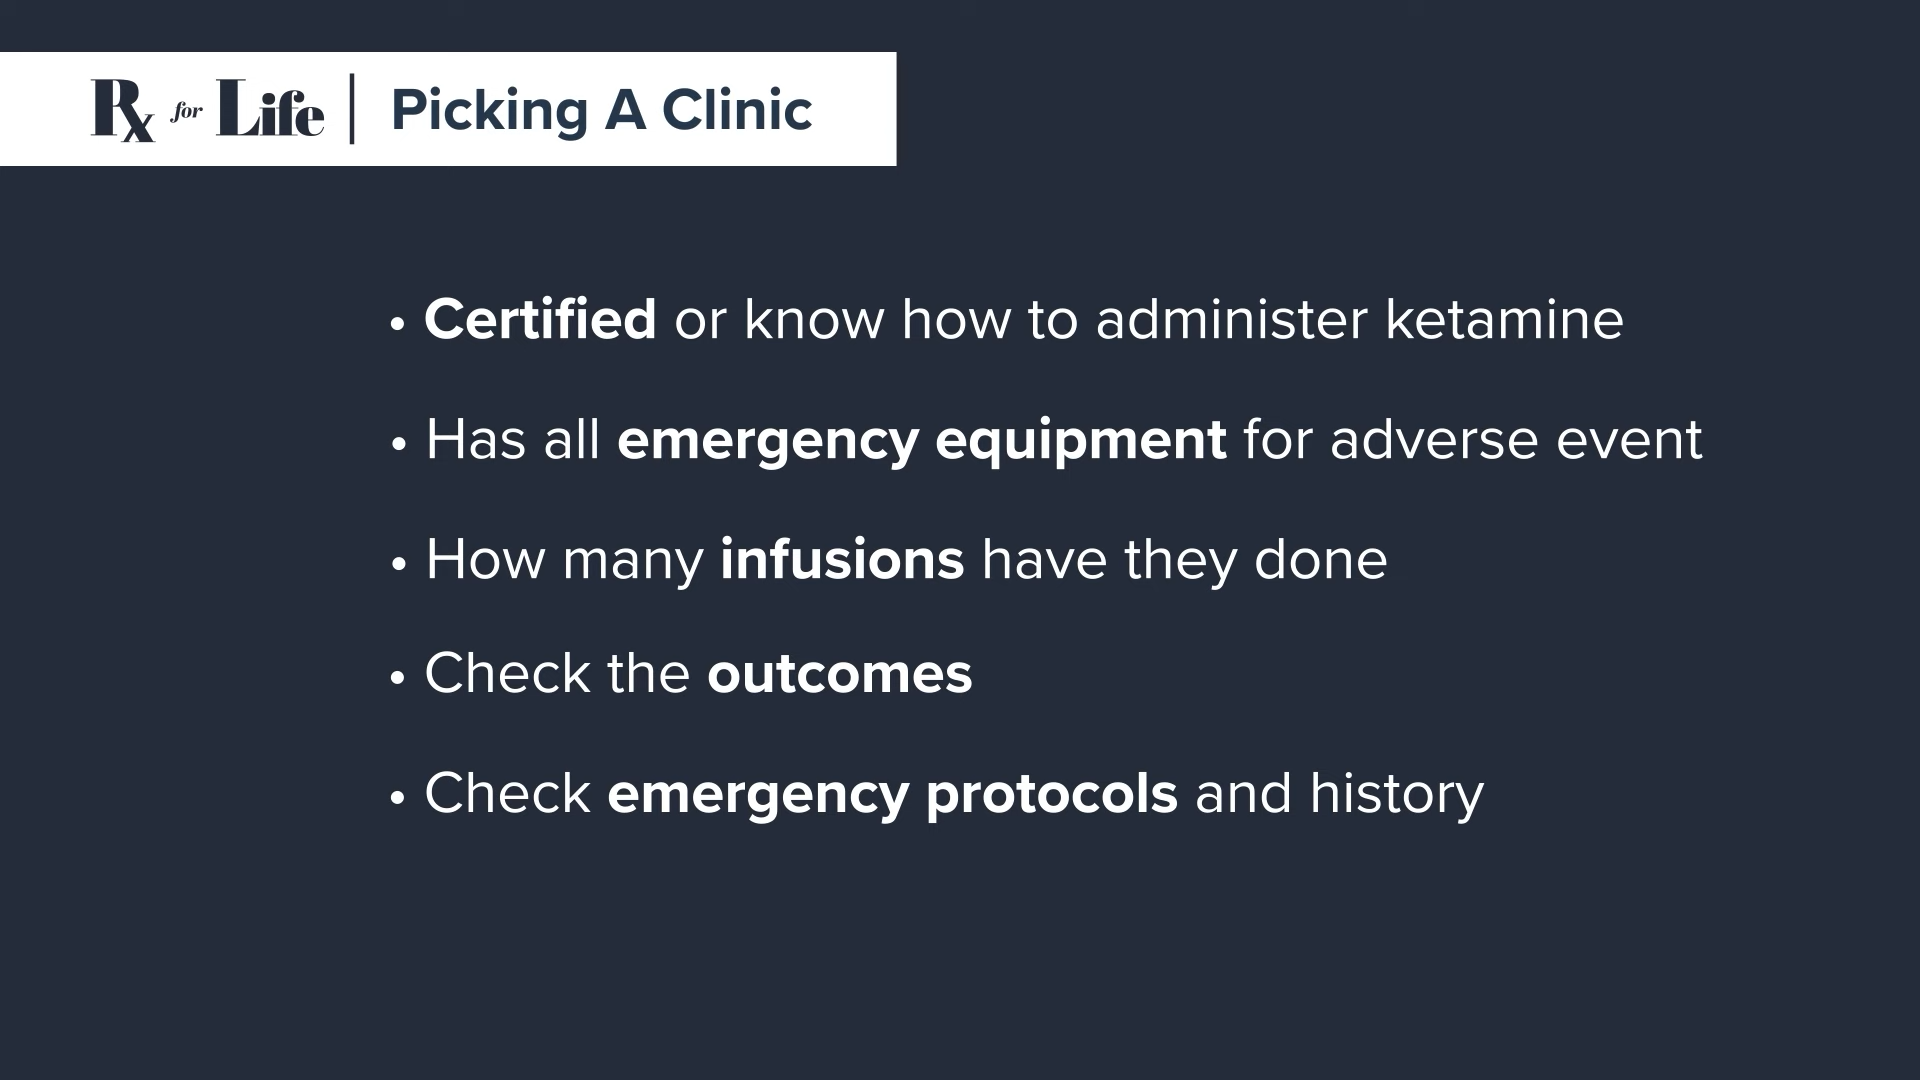 Rx for Life | Picking A Clinic
• Certified or know how to administer ketamine
• Has all emergency equipment for adverse event
• How many infusions have they done
• Check the outcomes
• Check emergency protocols and history